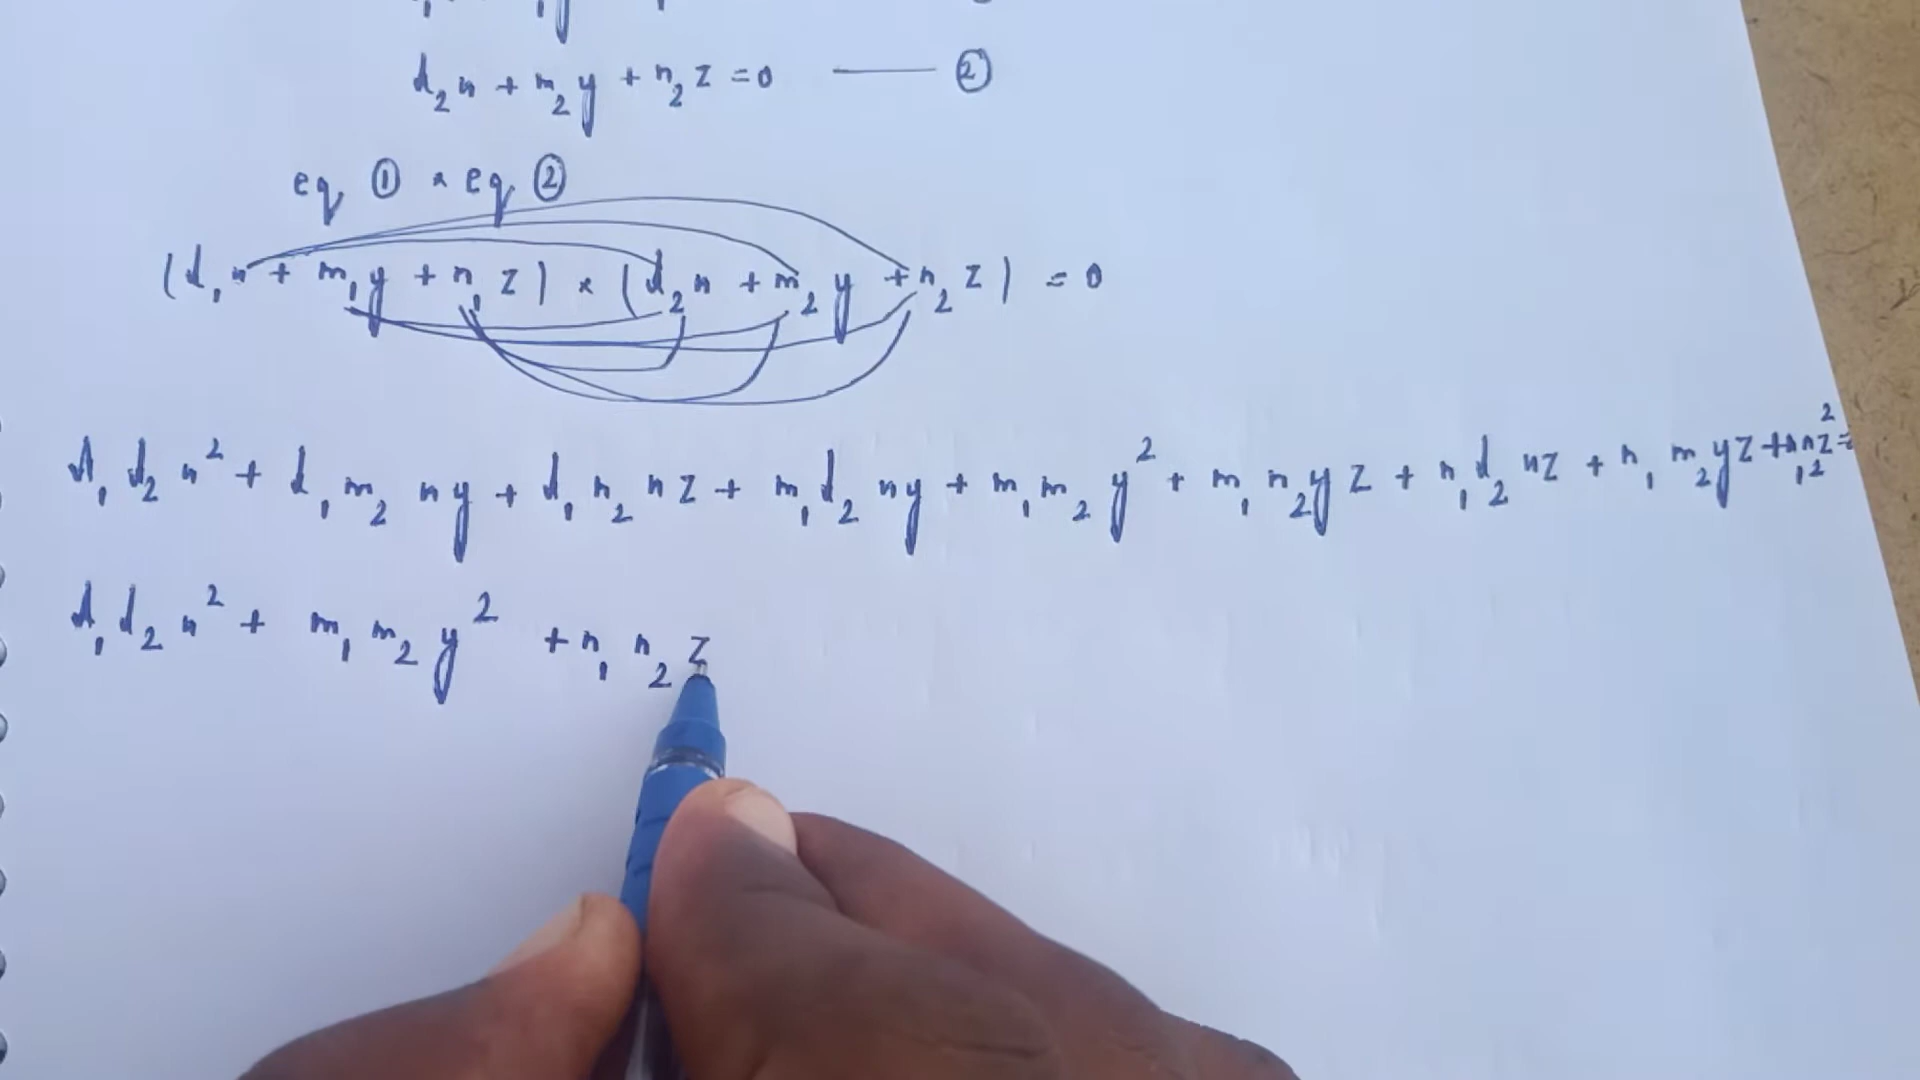 l₂x + m₂y + n₂z = 0 —— ②
eq ① × eq ②
(l₁x + m₁y + n₁z) × (l₂x + m₂y + n₂z) = 0
l₁l₂x² + l₁m₂xy + l₁n₂xz + m₁l₂xy + m₁m₂y² + m₁n₂yz + n₁l₂xz + n₁m₂yz + n₁n₂z² =
l₁l₂x² + m₁m₂y² + n₁n₂z